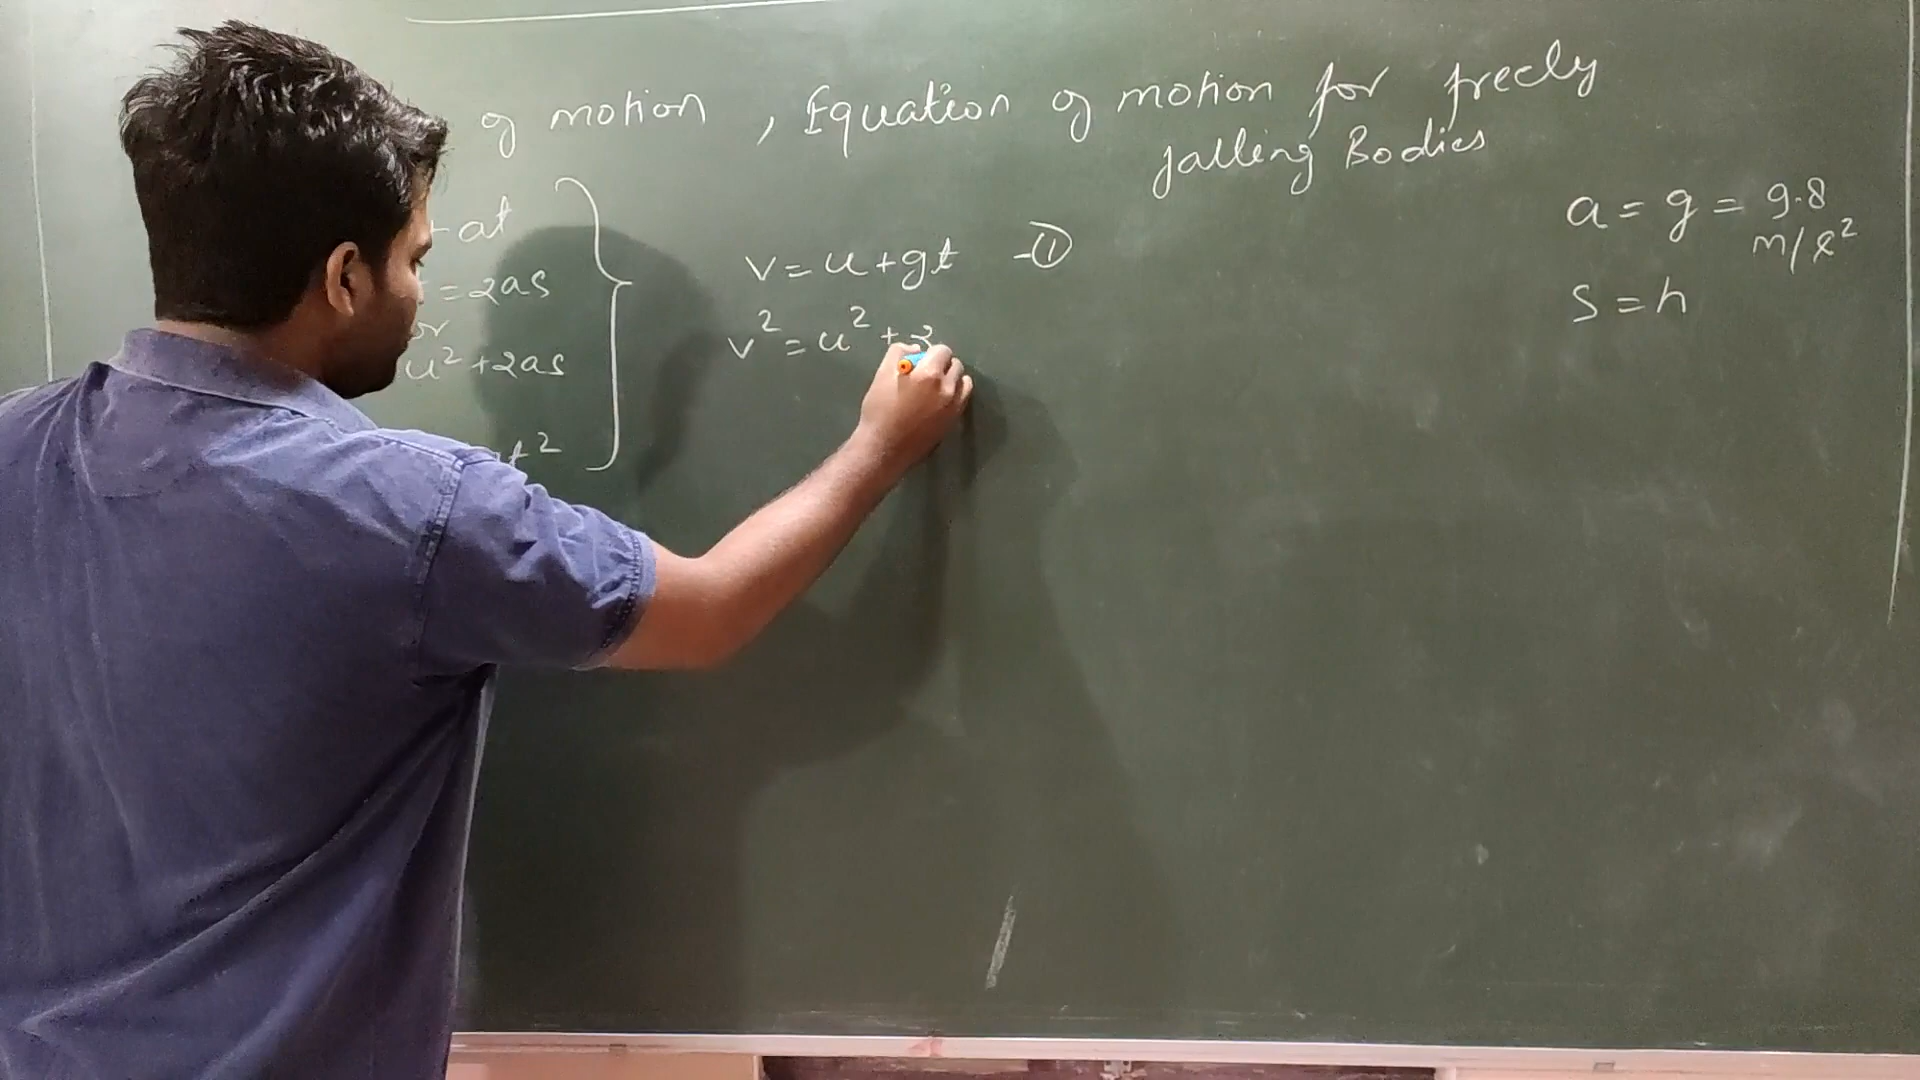 of motion , Equation of motion for freely
falling Bodies
+at
=2as
or
u²+2as
t²
v=u+gt -①
v²=u²+2
a=g=9.8
m/s²
S=h